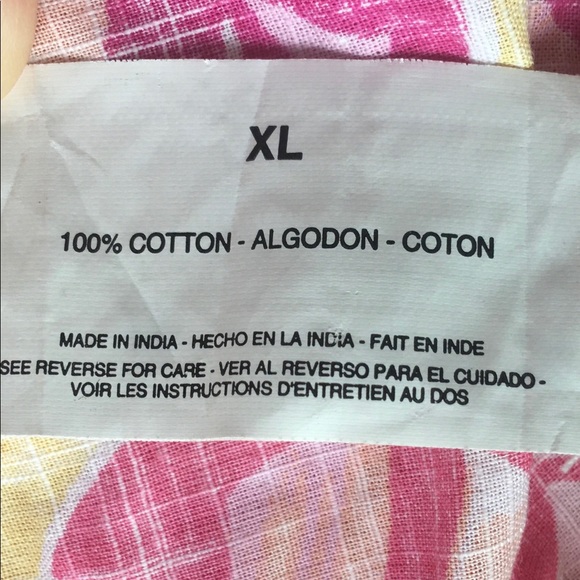 XL
100% COTTON - ALGODON - COTON
MADE IN INDIA - HECHO EN LA INDIA - FAIT EN INDE
SEE REVERSE FOR CARE - VER AL REVERSO PARA EL CUIDADO -
VOIR LES INSTRUCTIONS D'ENTRETIEN AU DOS